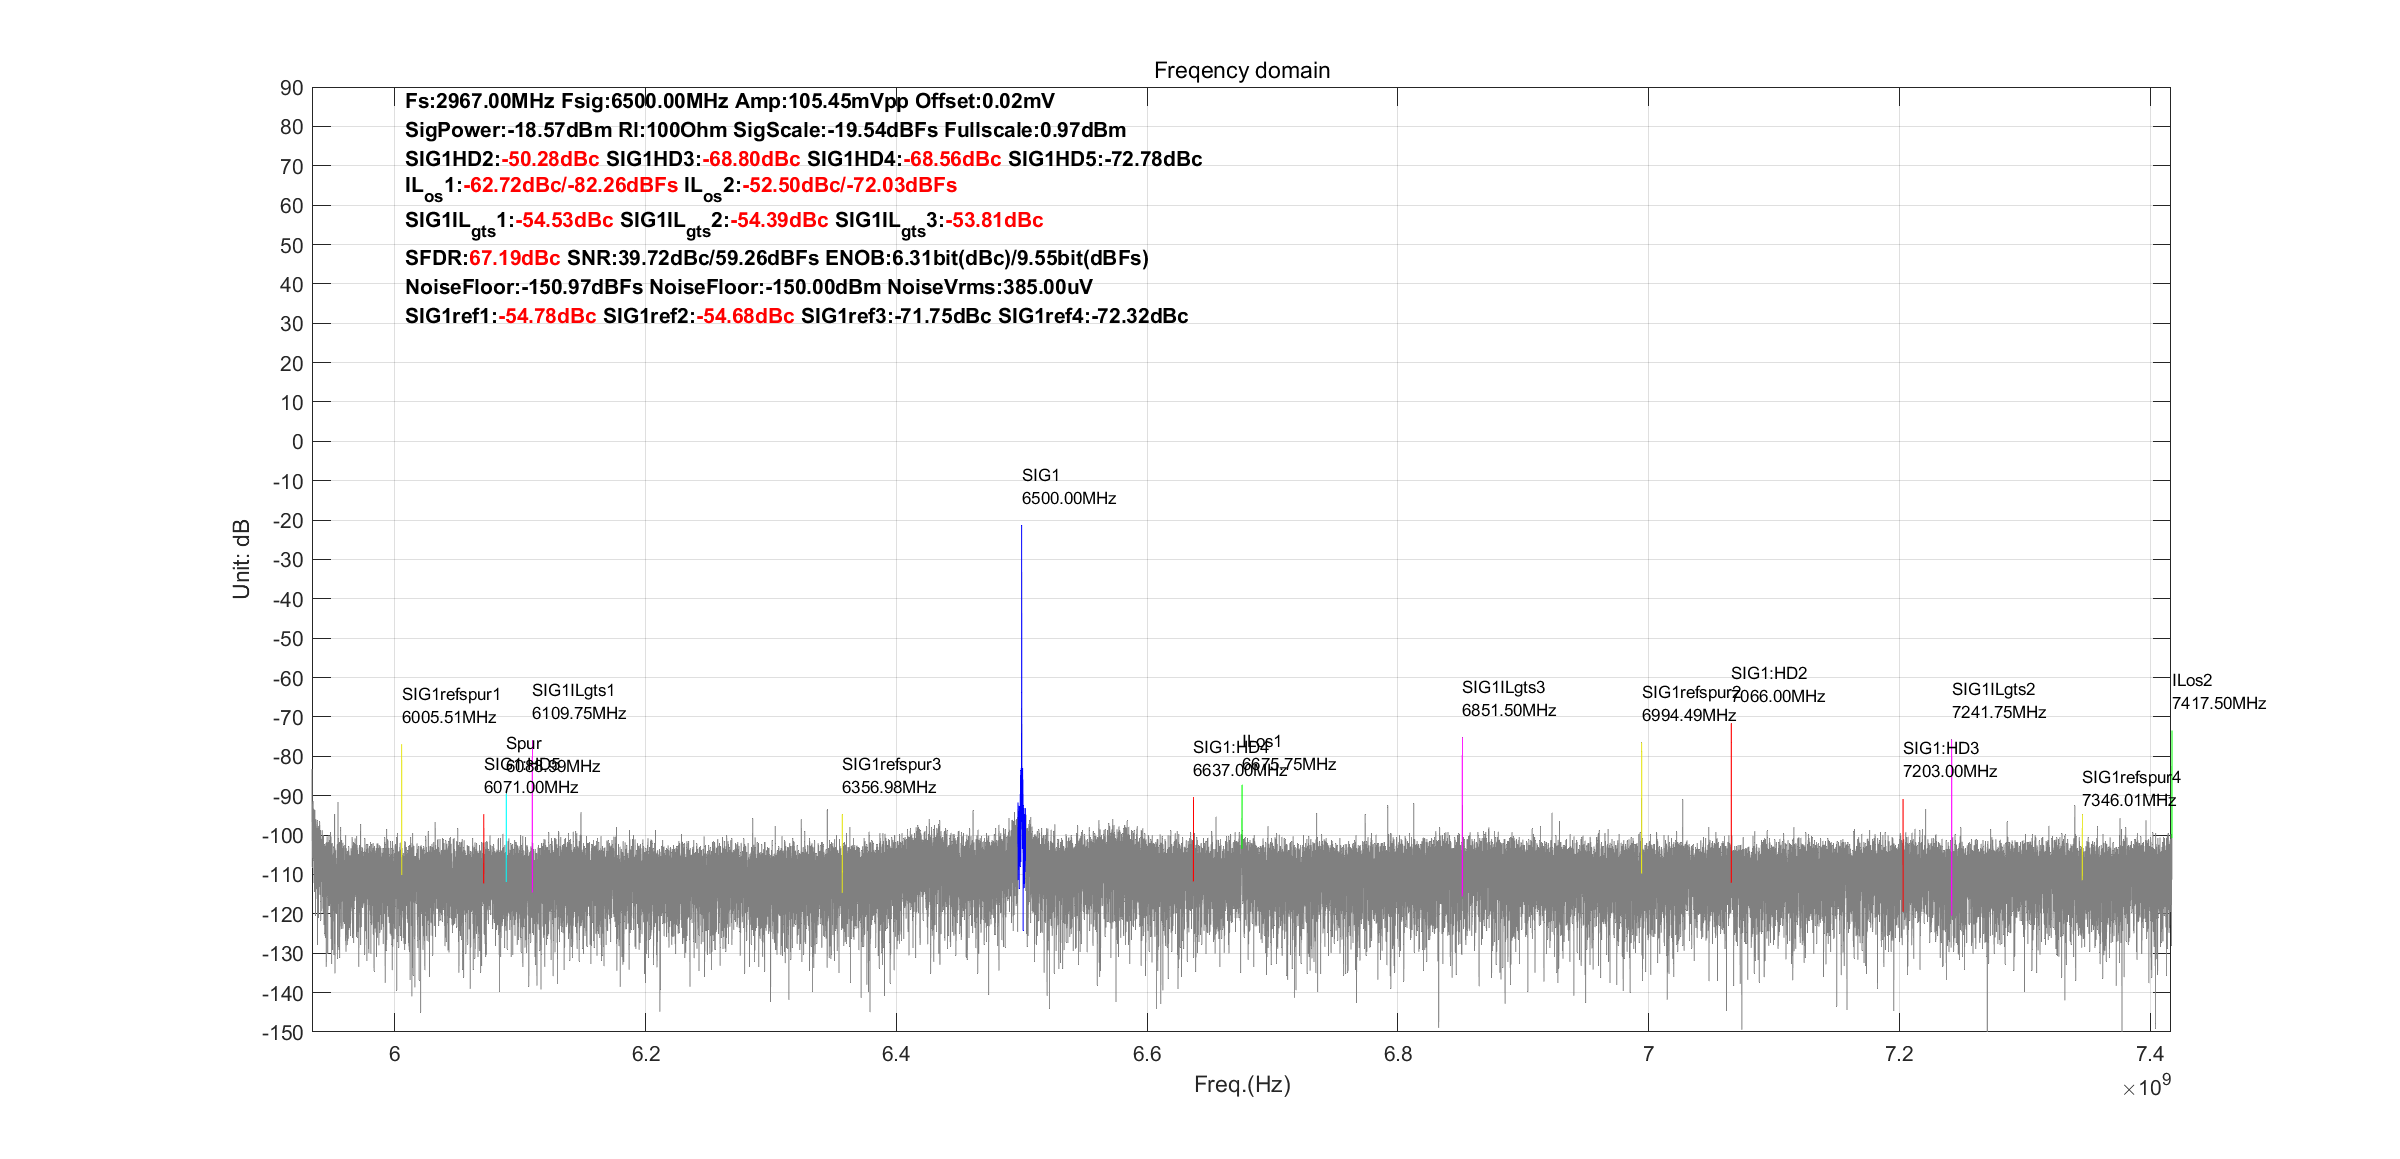 Freqency domain
Fs:2967.00MHz Fsig:6500.00MHz Amp:105.45mVpp Offset:0.02mV
SigPower:-18.57dBm Rl:100Ohm SigScale:-19.54dBFs Fullscale:0.97dBm
SIG1HD2:-50.28dBc SIG1HD3:-68.80dBc SIG1HD4:-68.56dBc SIG1HD5:-72.78dBc
ILos1:-62.72dBc/-82.26dBFs ILos2:-52.50dBc/-72.03dBFs
SIG1ILgts1:-54.53dBc SIG1ILgts2:-54.39dBc SIG1ILgts3:-53.81dBc
SFDR:67.19dBc SNR:39.72dBc/59.26dBFs ENOB:6.31bit(dBc)/9.55bit(dBFs)
NoiseFloor:-150.97dBFs NoiseFloor:-150.00dBm NoiseVrms:385.00uV
SIG1ref1:-54.78dBc SIG1ref2:-54.68dBc SIG1ref3:-71.75dBc SIG1ref4:-72.32dBc
90
80
70
60
50
40
30
20
10
0
-10
-20
-30
-40
-50
-60
-70
-80
-90
-100
-110
-120
-130
-140
-150
Unit: dB
SIG1
6500.00MHz
SIG1refspur1
6005.51MHz
SIG1ILgts1
6109.75MHz
Spur
6088.99MHz
SIG1:HD5
6071.00MHz
SIG1refspur3
6356.98MHz
SIG1:HD4
6637.00MHz
ILos1
6675.75MHz
SIG1ILgts3
6851.50MHz
SIG1refspur2
6994.49MHz
SIG1:HD2
7066.00MHz
SIG1:HD3
7203.00MHz
SIG1ILgts2
7241.75MHz
SIG1refspur4
7346.01MHz
ILos2
7417.50MHz
6 6.2 6.4 6.6 6.8 7 7.2 7.4
×10^9
Freq.(Hz)